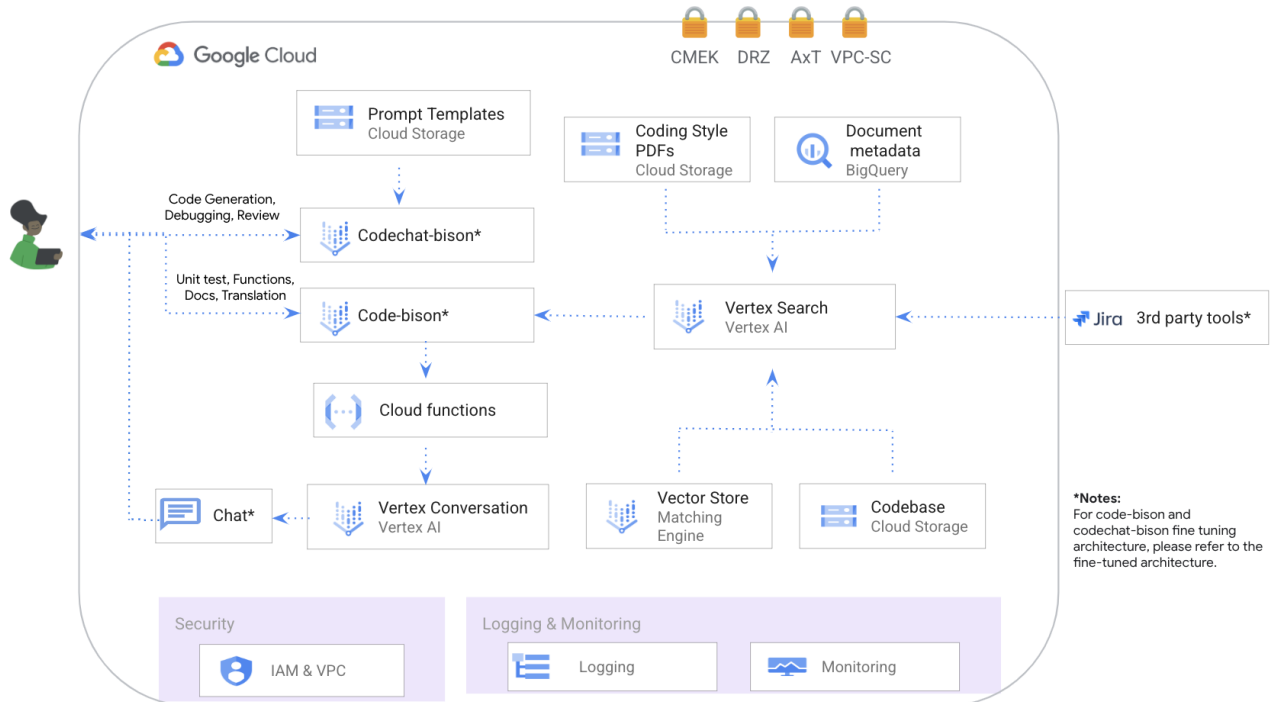 Google Cloud
CMEK DRZ AxT VPC-SC
Prompt Templates
Cloud Storage
Coding Style
PDFs
Cloud Storage
Document
metadata
BigQuery
Code Generation,
Debugging, Review
Codechat-bison*
Unit test, Functions,
Docs, Translation
Code-bison*
Vertex Search
Vertex AI
Jira 3rd party tools*
Cloud functions
Chat*
Vertex Conversation
Vertex AI
Vector Store
Matching
Engine
Codebase
Cloud Storage
*Notes:
For code-bison and
codechat-bison fine tuning
architecture, please refer to the
fine-tuned architecture.
Security
IAM & VPC
Logging & Monitoring
Logging
Monitoring